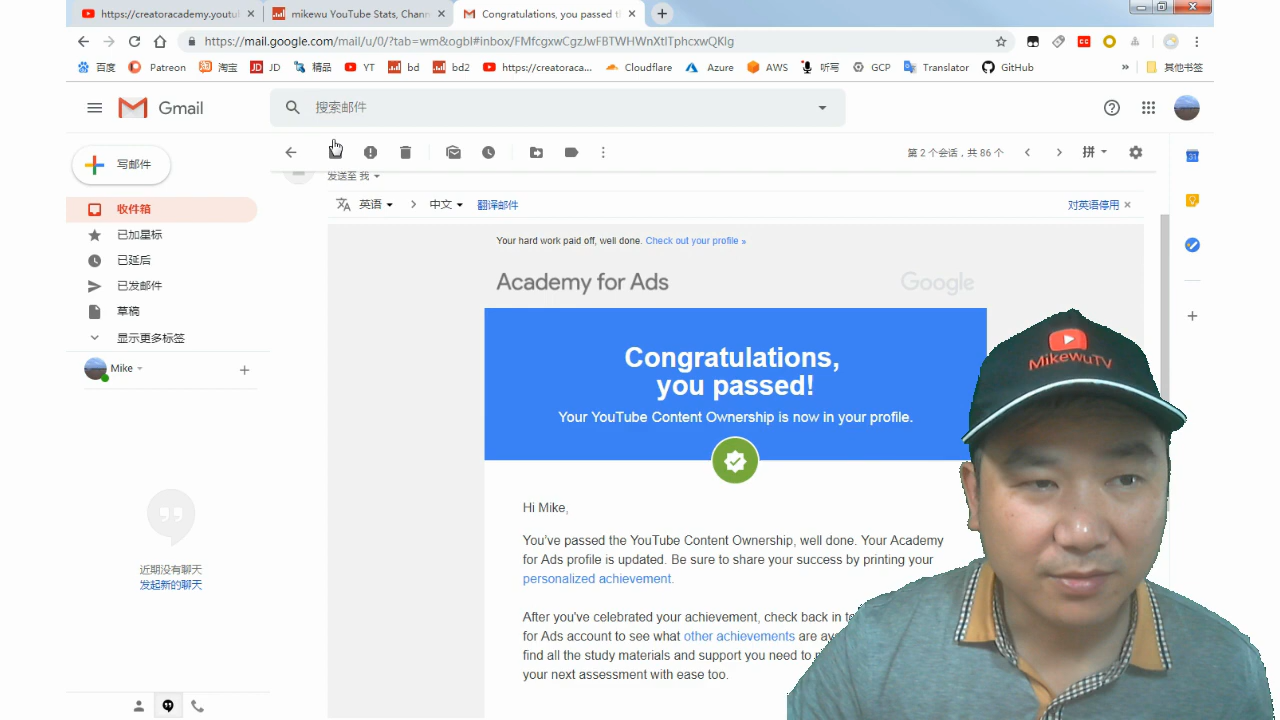 https://creatoracademy.youtul
mikewu YouTube Stats, Chann
Congratulations, you passed t
https://mail.google.com/mail/u/0/?tab=wm&ogbl#inbox/FMfcgxwCgzJwFBTWHWnXtlTphcxwQKlg
百度 Patreon 淘宝 JD 精品 YT bd bd2 https://creatoraca... Cloudflare Azure AWS 听写 GCP Translator GitHub » 其他书签
Gmail
搜索邮件
写邮件
第 2 个会话，共 86 个
拼
发送至 我
收件箱
英语 > 中文 翻译邮件
对英语停用 ×
已加星标
已延后
已发邮件
草稿
显示更多标签
Mike
近期没有聊天
发起新的聊天
Your hard work paid off, well done. Check out your profile »
Academy for Ads
Google
Congratulations,
you passed!
Your YouTube Content Ownership is now in your profile.
Hi Mike,
You've passed the YouTube Content Ownership, well done. Your Academy
for Ads profile is updated. Be sure to share your success by printing your
personalized achievement.
After you've celebrated your achievement, check back in
for Ads account to see what other achievements are
find all the study materials and support you need to
your next assessment with ease too.
MikewuTV